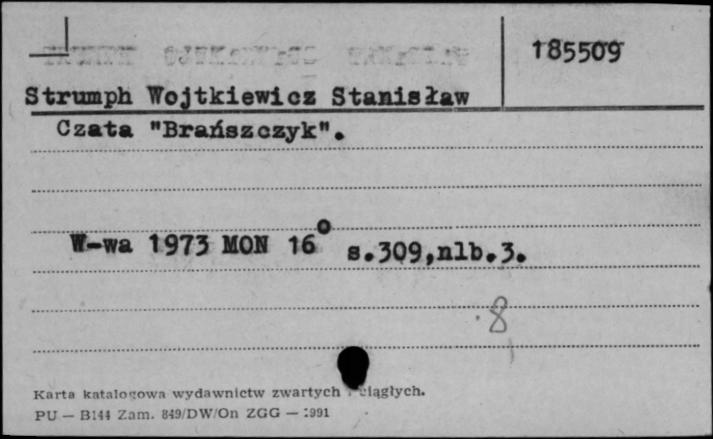 185509
Strumph Wojtkiewicz Stanisław
Czata "Brańszczyk".
W-wa 1973 MON 16° s.309,nlb.3.
8
Karta katalogowa wydawnictw zwartych ciągłych.
PU — B144 Zam. 849/DW/On ZGG — 1991